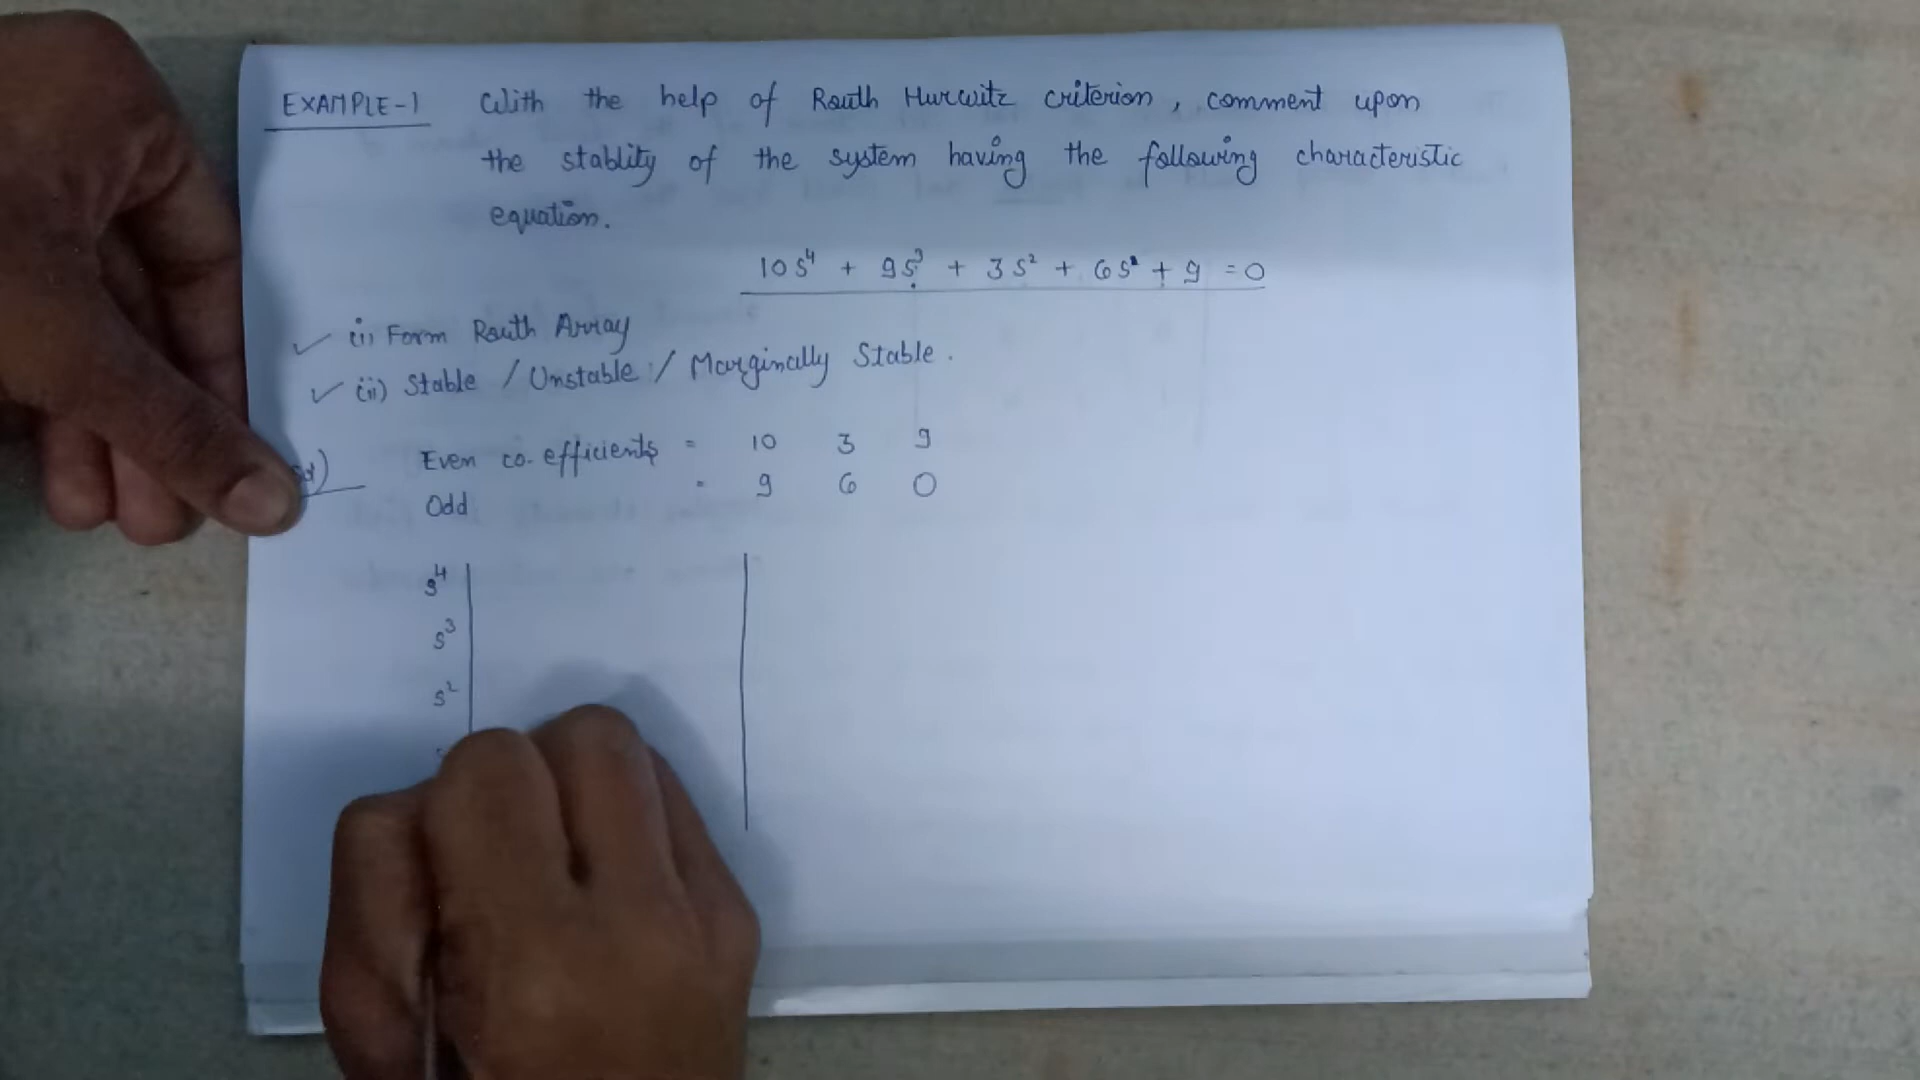 EXAMPLE-1 With the help of Routh Hurwitz criterion, comment upon
the stablity of the system having the following characteristic
equation.
10s⁴ + 9s³ + 3s² + 6s¹ + 9 = 0
(i) Form Routh Array
(ii) Stable / Unstable / Marginally Stable.
Even co-efficients = 10 3 9
Odd = 9 6 0
s⁴
s³
s²